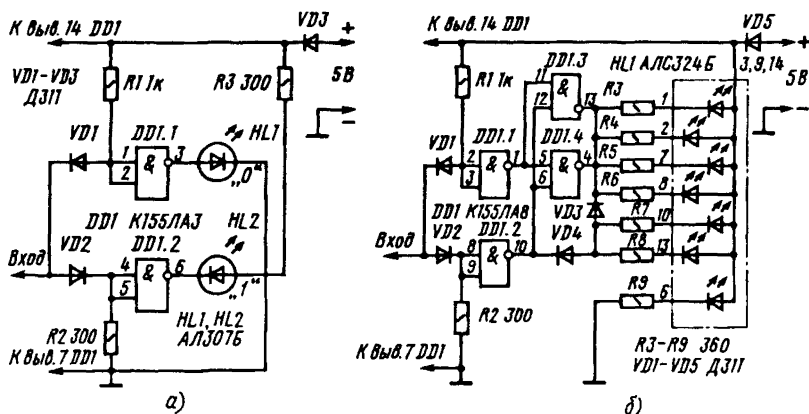 К выв. 14 DD1
VD3
+
VD1-VD3
Д311
R1 1к
R3 300
5В
-
VD1
DD1.1
1
2
&
3
HL1
„0“
DD1 К155ЛА3
HL2
Вход
VD2
DD1.2
4
5
&
6
„1“
HL1, HL2
АЛ307Б
R2 300
К выв. 7 DD1
а)
К выв. 14 DD1
VD5
+
DD1.3
HL1 АЛС324Б
3,9,14
5В
-
R1 1к
11
12
&
13
R3
1
R4
2
VD1
DD1.1
2
3
&
1
DD1.4
5
6
&
4
R5
7
R6
8
VD3
R7
10
DD1 К155ЛА8
Вход
VD2
DD1.2
8
9
&
10
VD4
R8
13
R9
6
R2 300
К выв. 7 DD1
R3-R9 360
VD1-VD5 Д311
б)